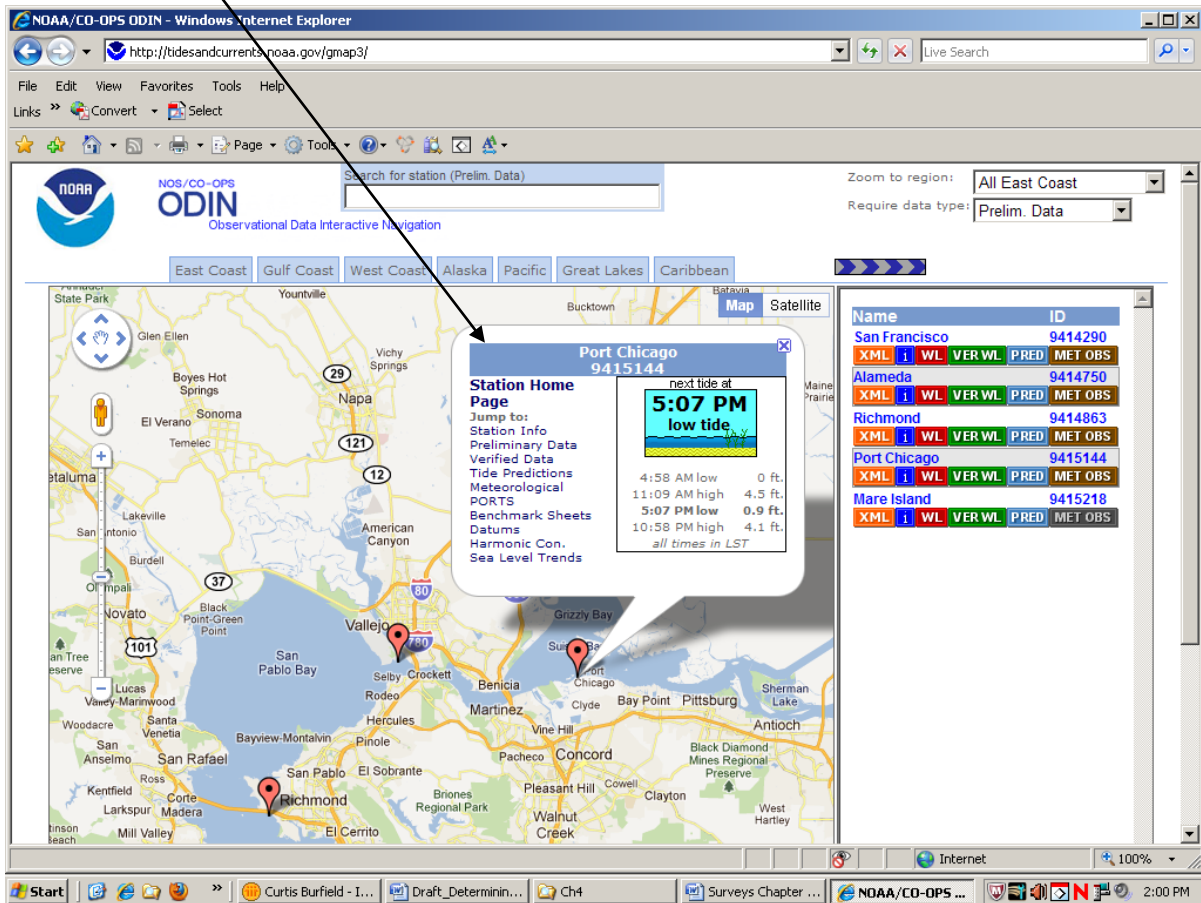 NOAA/CO-OPS ODIN - Windows Internet Explorer
http://tidesandcurrents.noaa.gov/gmap3/
Live Search
File Edit View Favorites Tools Help
Links » Convert Select
Page Tools
NOAA
NOS/CO-OPS
ODIN
Observational Data Interactive Navigation
Search for station (Prelim. Data)
Zoom to region: All East Coast
Require data type: Prelim. Data
East Coast Gulf Coast West Coast Alaska Pacific Great Lakes Caribbean
State Park
Yountville
Bucktown
Batavia
Map Satellite
Glen Ellen
Vichy Springs
29
Boyes Hot Springs
Napa
El Verano
Sonoma
Temelec
121
12
Lakeville
American Canyon
Burdell
37
80
Novato
Black Point-Green Point
Vallejo
780
Grizzly Bay
101
San Pablo Bay
Selby
Crockett
Benicia
Chicago
Sherman Lake
Lucas Valley-Marinwood
Rodeo
Martinez
Clyde
Bay Point
Pittsburg
Woodacre
Santa Venetia
Hercules
Vine Hill
Antioch
San Anselmo
Bayview-Montalvin
Pinole
Pacheco
Concord
Black Diamond Mines Regional Preserve
San Rafael
Ross
San Pablo
El Sobrante
Pleasant Hill
Cowell
Clayton
Kentfield
Corte Madera
Richmond
Briones Regional Park
Larkspur
Walnut Creek
West Hartley
Mill Valley
El Cerrito
Port Chicago
9415144
Station Home Page
Jump to:
Station Info
Preliminary Data
Verified Data
Tide Predictions
Meteorological
PORTS
Benchmark Sheets
Datums
Harmonic Con.
Sea Level Trends
next tide at
5:07 PM
low tide
4:58 AM low 0 ft.
11:09 AM high 4.5 ft.
5:07 PM low 0.9 ft.
10:58 PM high 4.1 ft.
all times in LST
Name ID
San Francisco 9414290
XML i WL VER WL PRED MET OBS
Alameda 9414750
XML i WL VER WL PRED MET OBS
Richmond 9414863
XML i WL VER WL PRED MET OBS
Port Chicago 9415144
XML i WL VER WL PRED MET OBS
Mare Island 9415218
XML i WL VER WL PRED MET OBS
Internet 100%
Start » Curtis Burfield - I... Draft_Determinin... Ch4 Surveys Chapter ... NOAA/CO-OPS ... N 2:00 PM